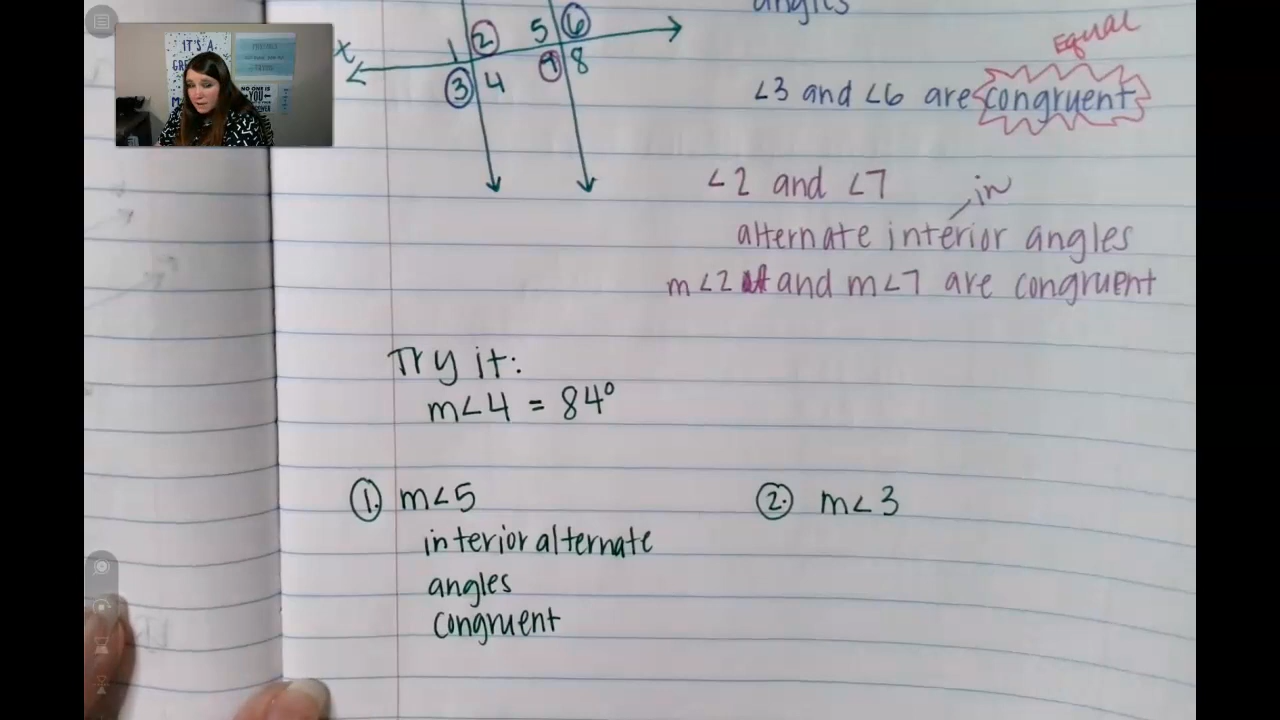 angles
1 2 5 6
x
3 4 7 8
Equal
∠3 and ∠6 are congruent
∠2 and ∠7
in
alternate interior angles
m∠2 and m∠7 are congruent
Try it:
m∠4 = 84°
1. m∠5
interior alternate
angles
congruent
2. m∠3
IT'S A
NO ONE IS
YOU